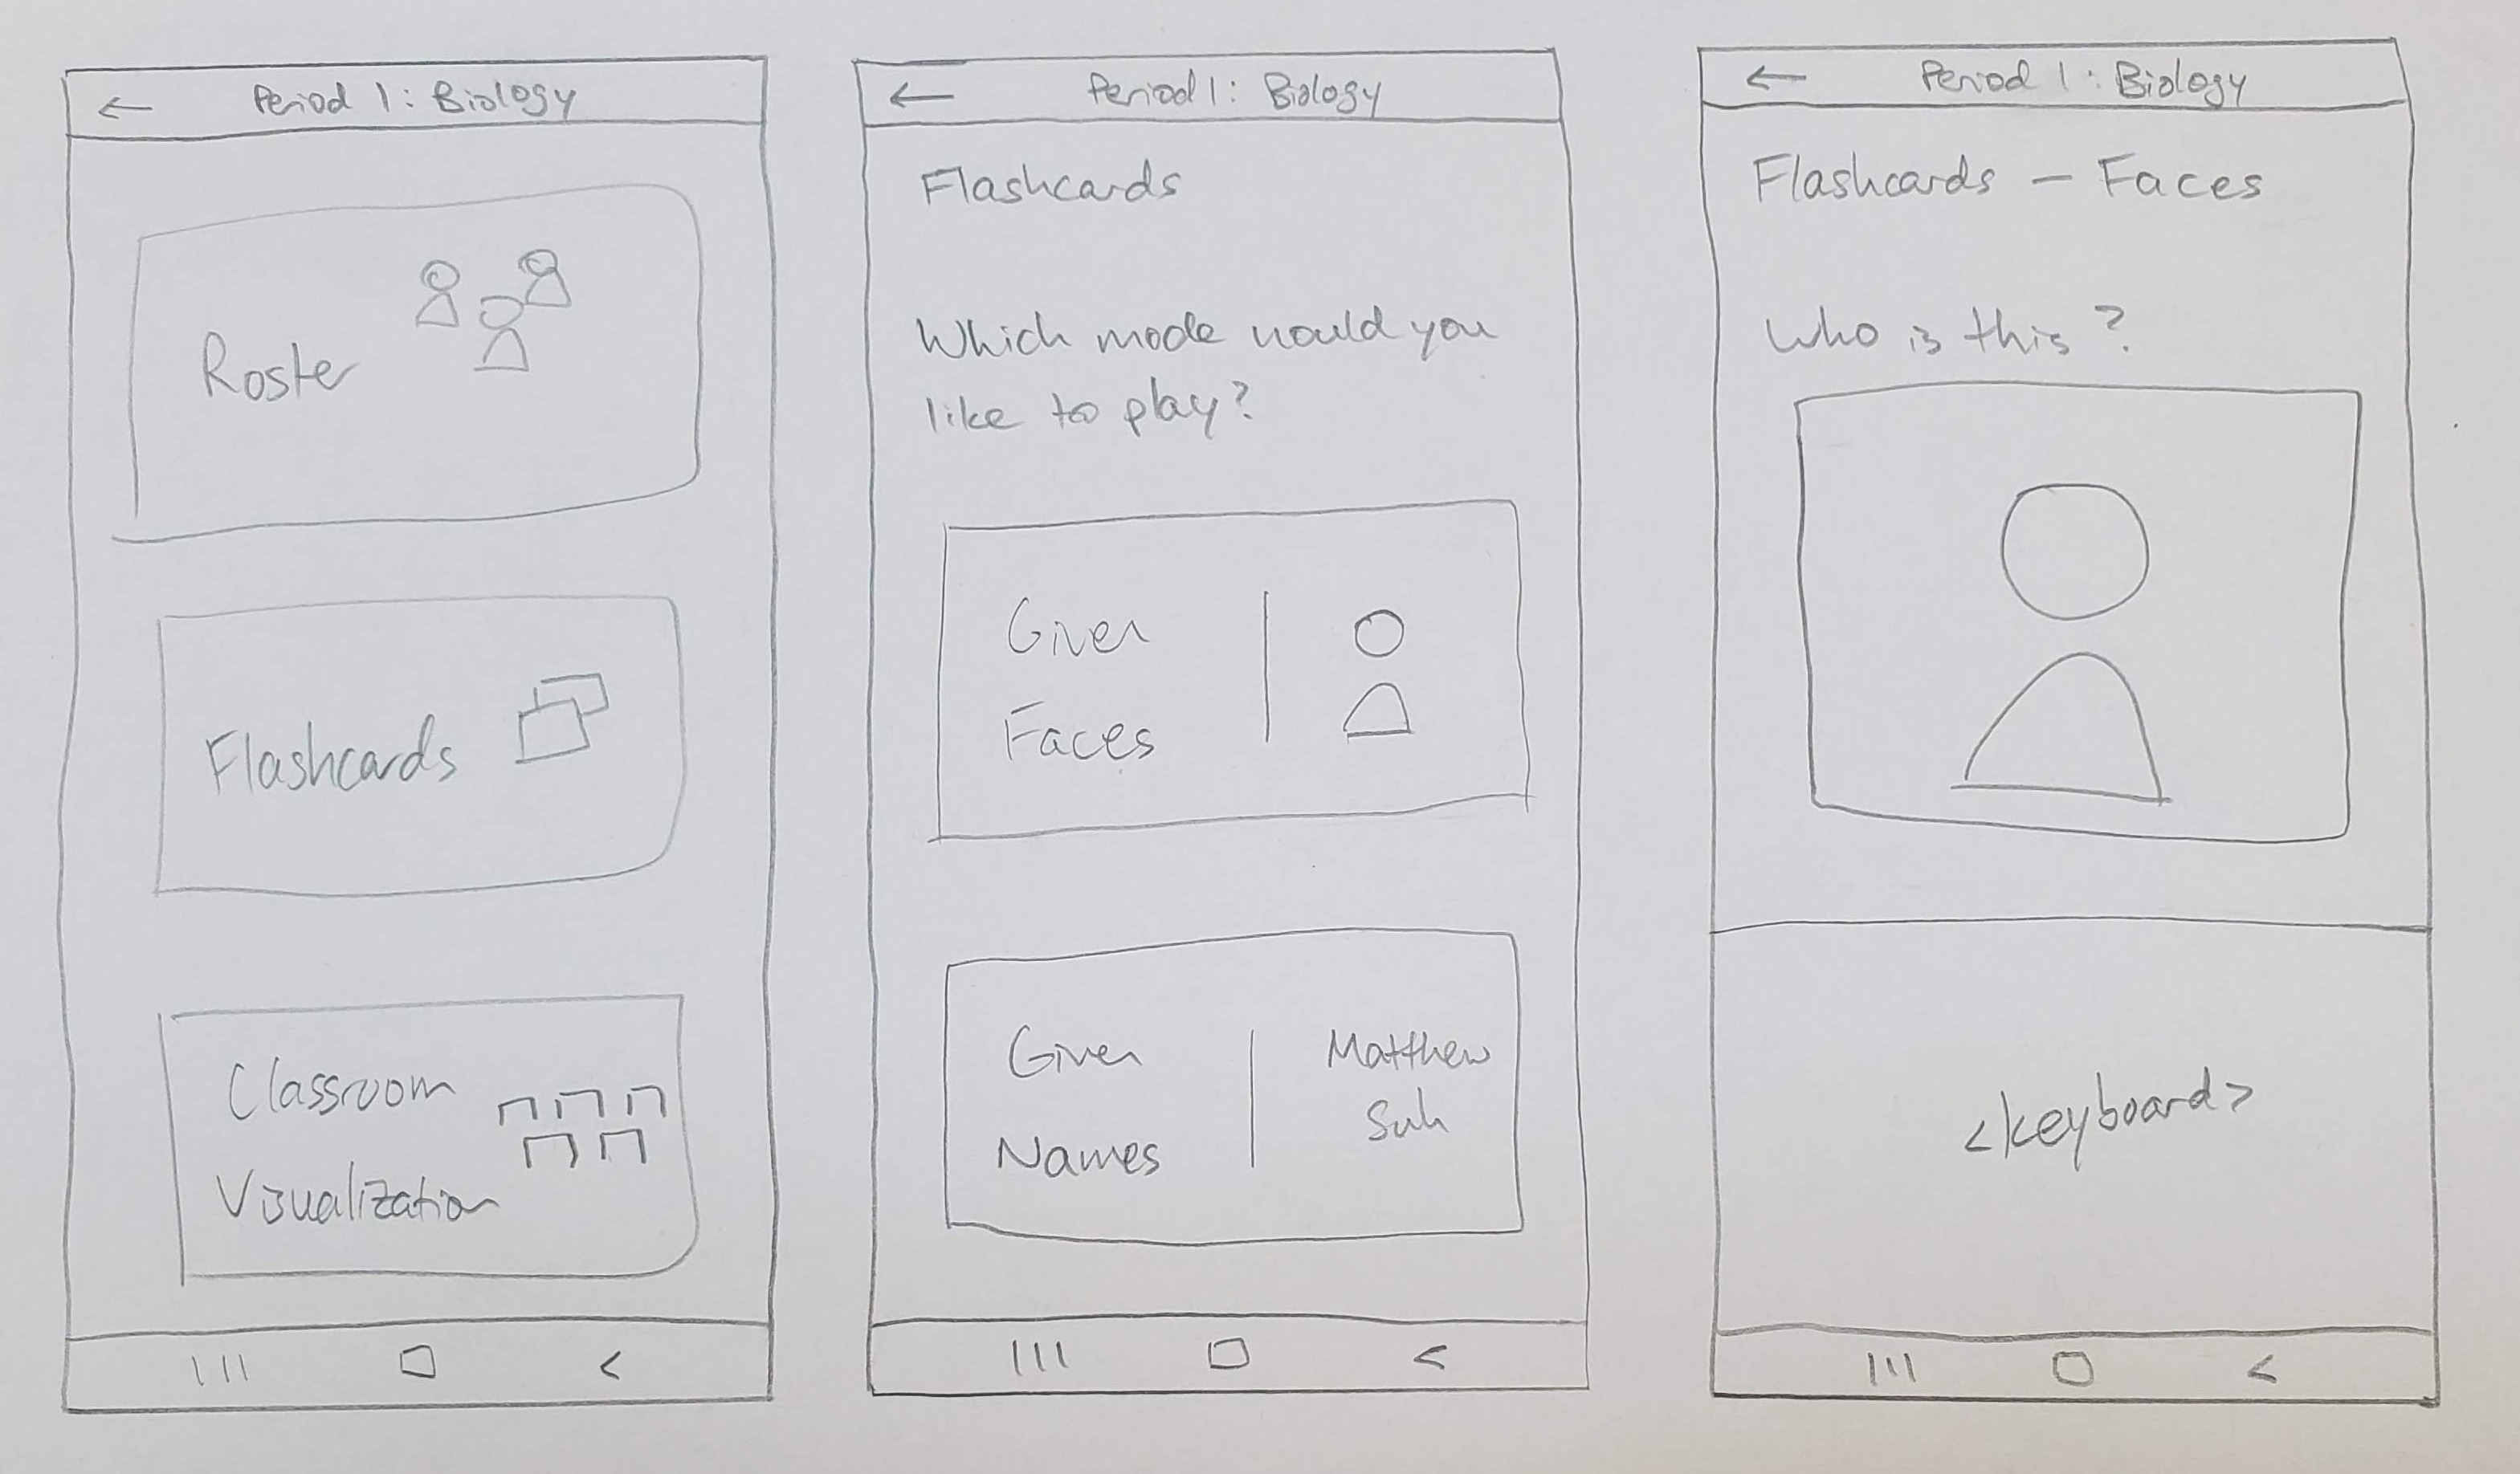 ← Period 1: Biology
Roster
Flashcards
Classroom
Visualization
||| <
← Period 1: Biology
Flashcards
Which mode would you
like to play?
Given
Faces
Given
Names
Matthew
Suh
||| <
← Period 1: Biology
Flashcards — Faces
Who is this?
<keyboard>
||| <